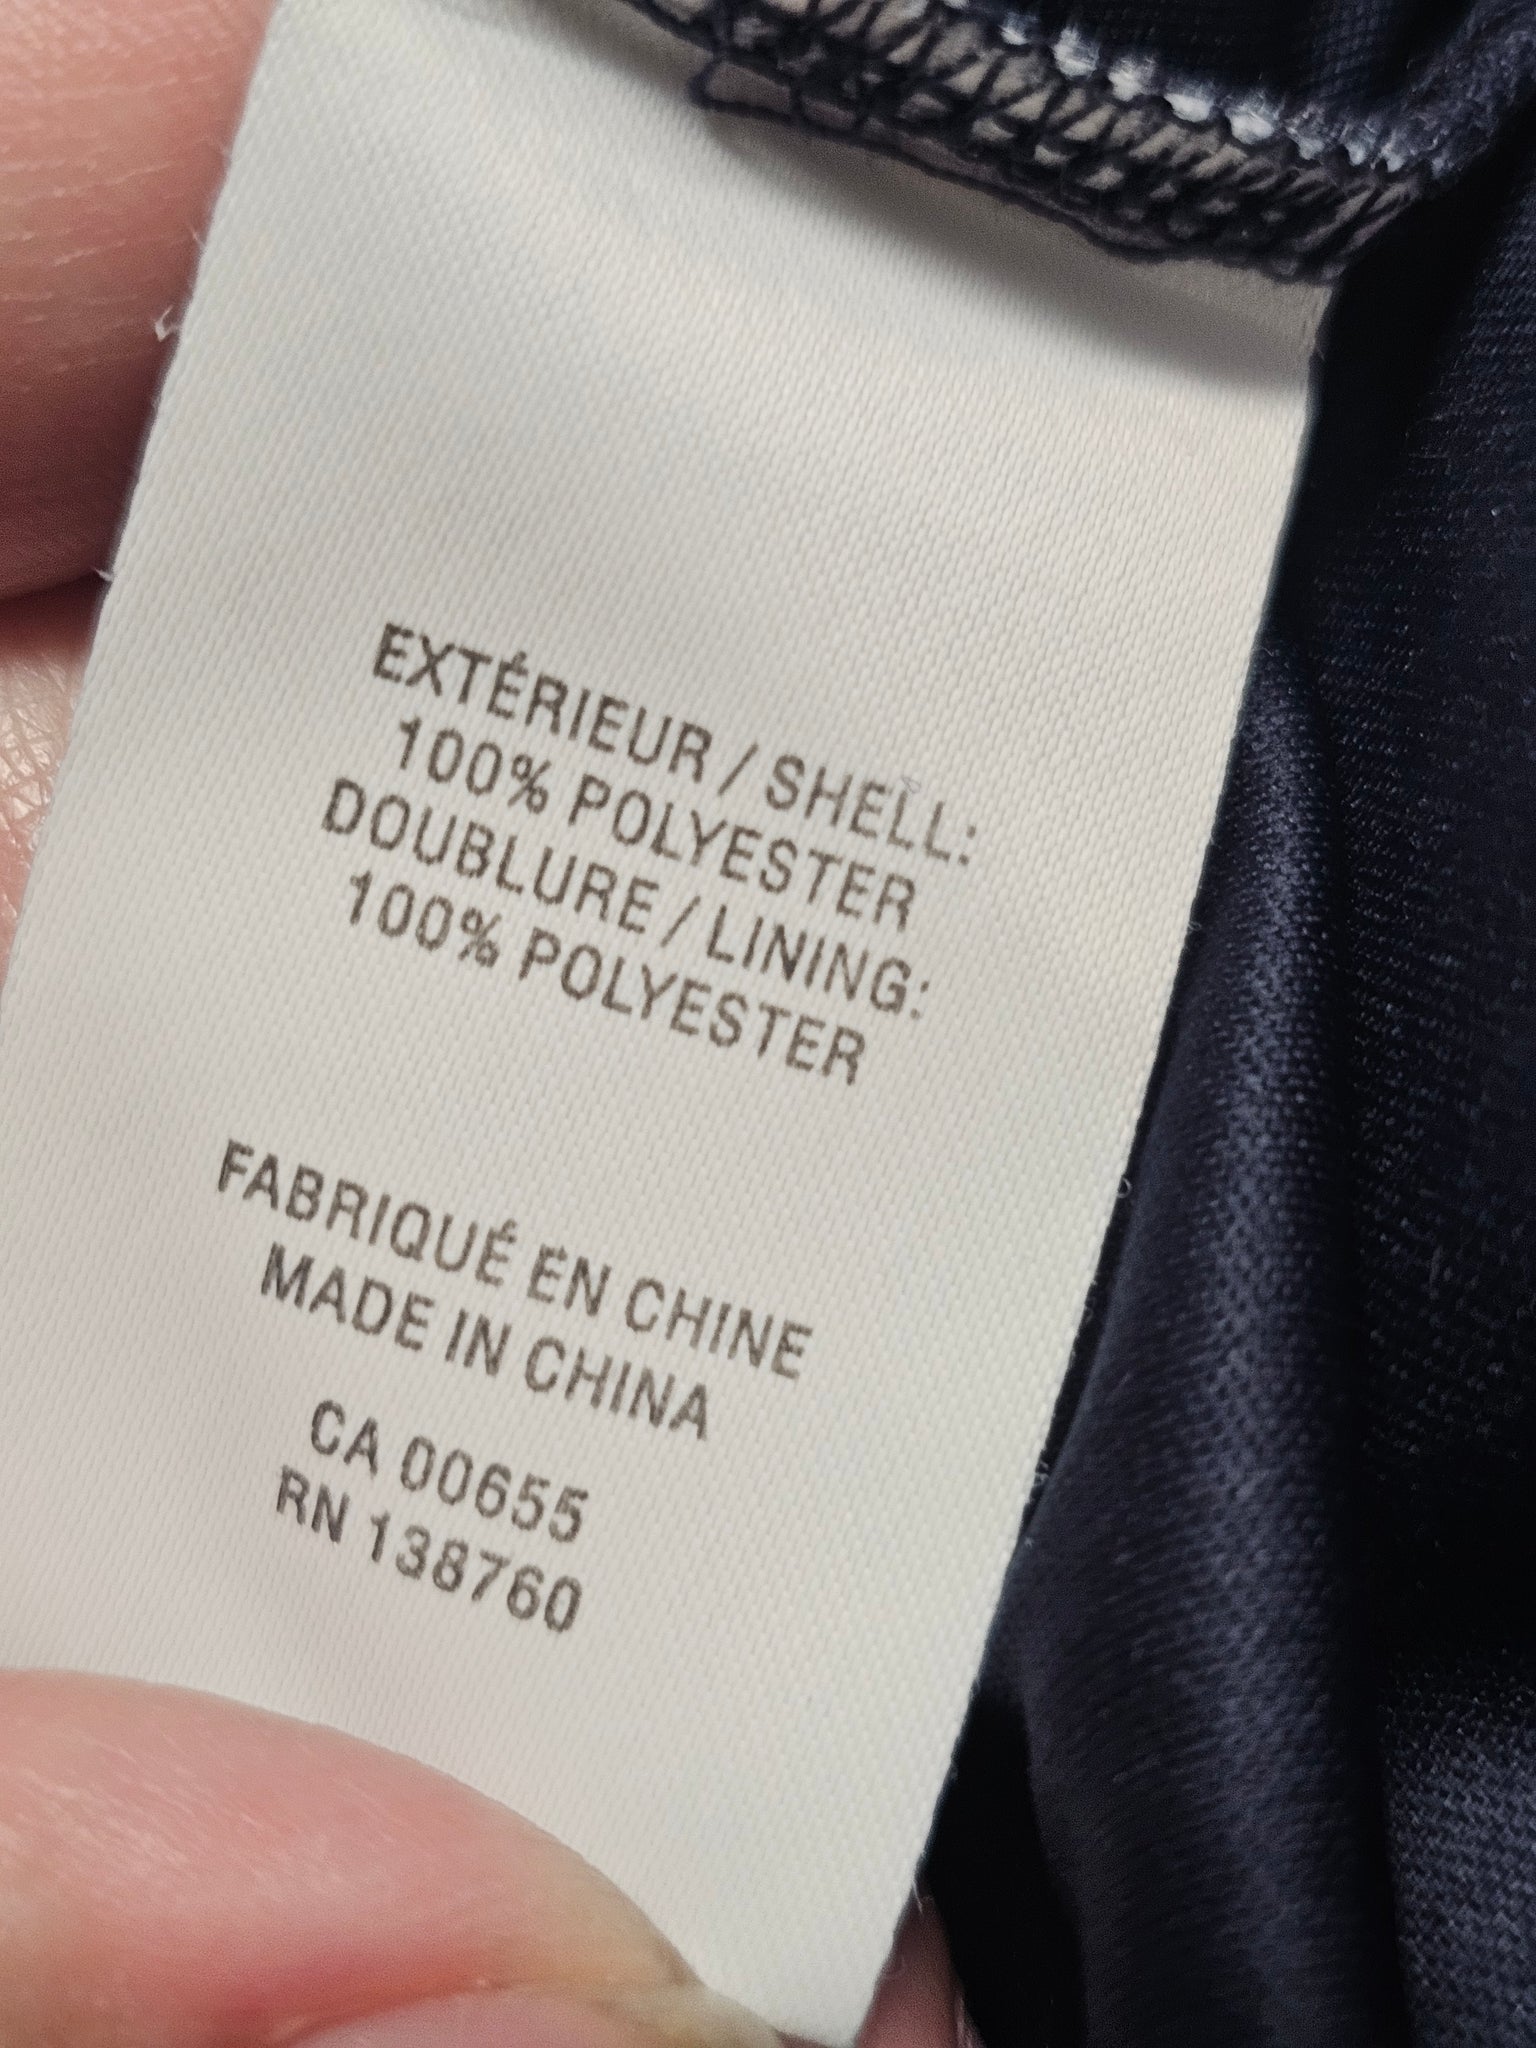 EXTÉRIEUR / SHELL:
100% POLYESTER
DOUBLURE / LINING:
100% POLYESTER
FABRIQUÉ EN CHINE
MADE IN CHINA
CA 00655
RN 138760